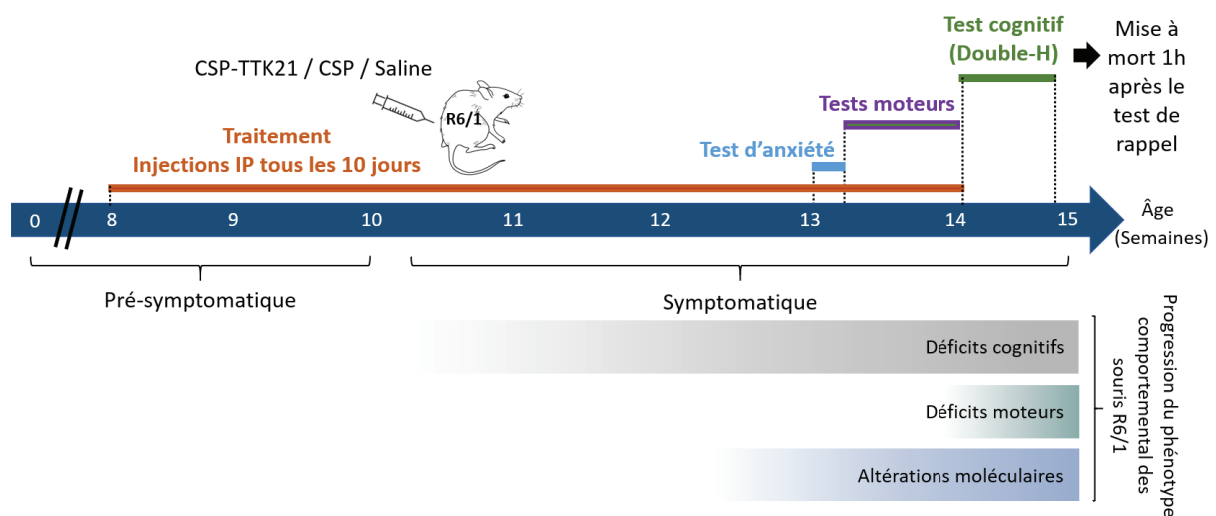 Test cognitif
(Double-H)
Mise à
mort 1h
après le
test de
rappel
CSP-TTK21 / CSP / Saline
R6/1
Tests moteurs
Traitement
Injections IP tous les 10 jours
Test d’anxiété
0 8 9 10 11 12 13 14 15
Âge
(Semaines)
Pré-symptomatique
Symptomatique
Déficits cognitifs
Déficits moteurs
Altérations moléculaires
Progression du phénotype
comportemental des
souris R6/1